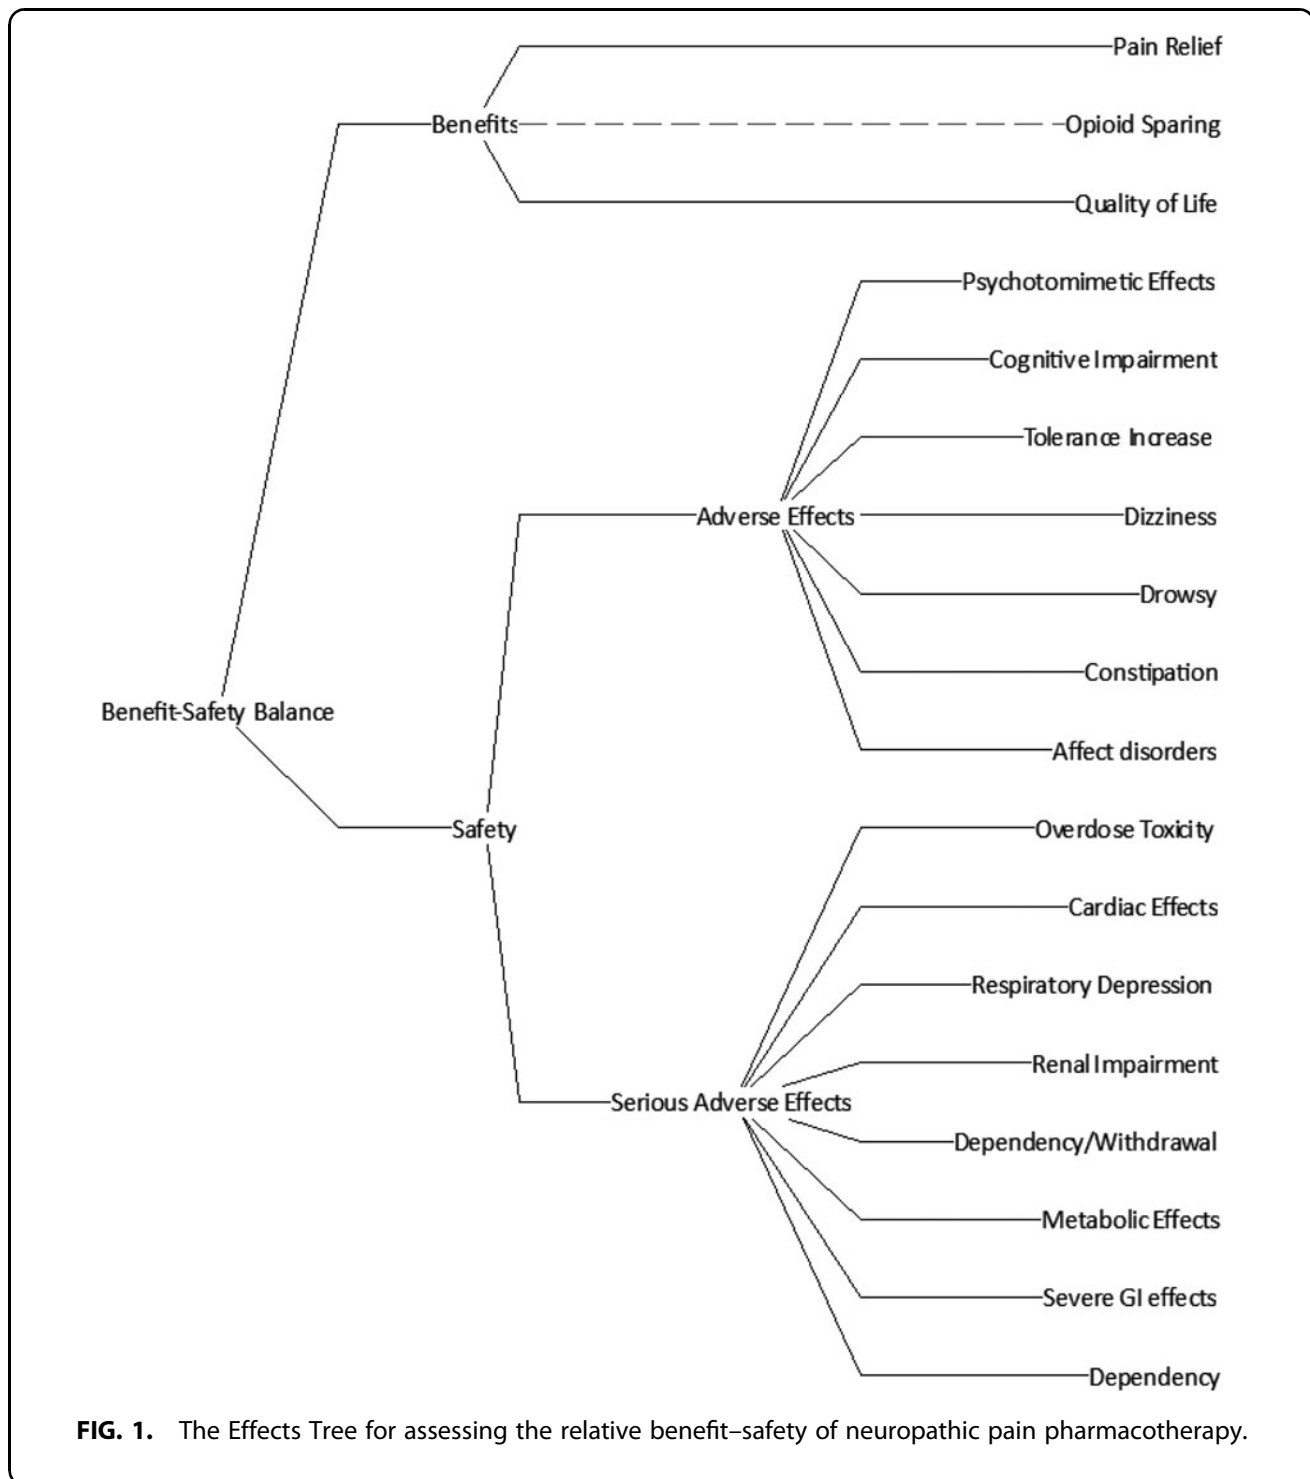 Pain Relief
Benefits
Opioid Sparing
Quality of Life
Psychotomimetic Effects
Cognitive Impairment
Tolerance Increase
Adverse Effects
Dizziness
Drowsy
Constipation
Benefit-Safety Balance
Affect disorders
Safety
Overdose Toxicity
Cardiac Effects
Respiratory Depression
Renal Impairment
Serious Adverse Effects
Dependency/Withdrawal
Metabolic Effects
Severe GI effects
Dependency
FIG. 1. The Effects Tree for assessing the relative benefit–safety of neuropathic pain pharmacotherapy.